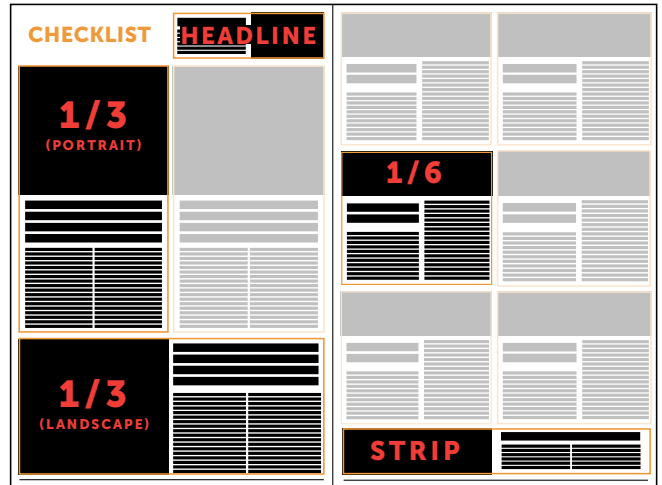 CHECKLIST
HEADLINE
1/3
(PORTRAIT)
1/3
(LANDSCAPE)
1/6
STRIP